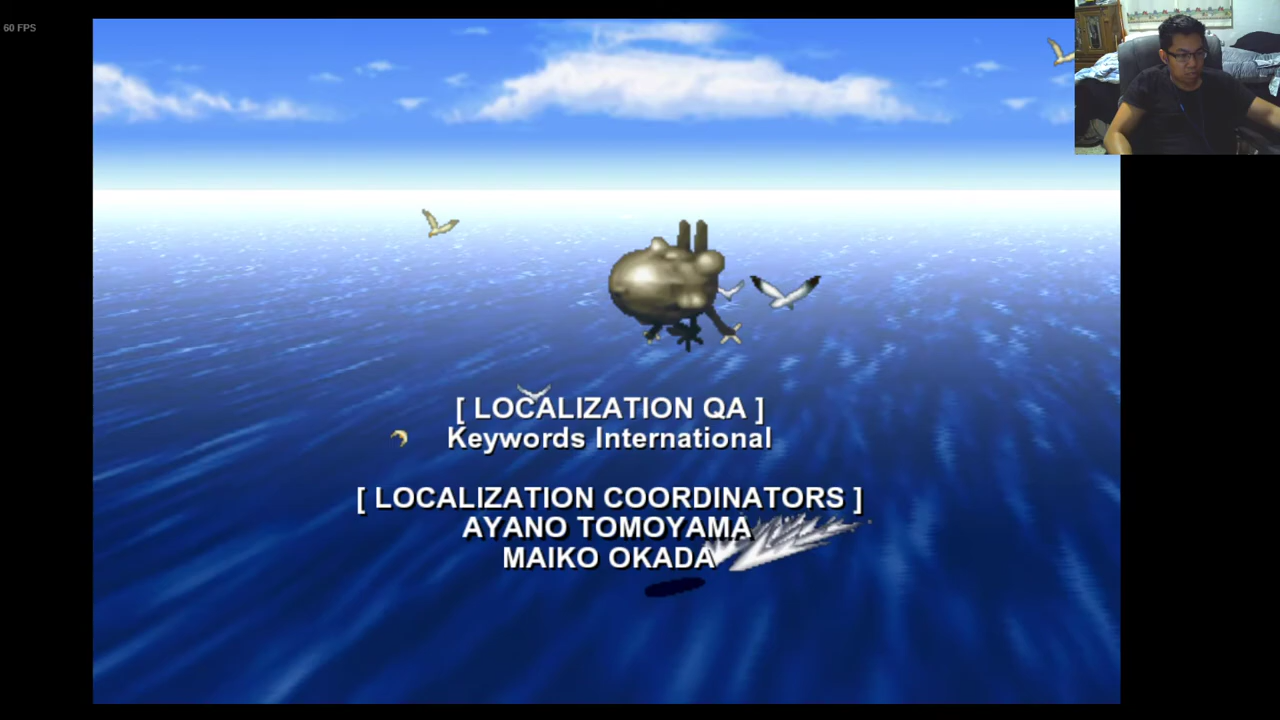 60 FPS
[ LOCALIZATION QA ]
Keywords International
[ LOCALIZATION COORDINATORS ]
AYANO TOMOYAMA
MAIKO OKADA